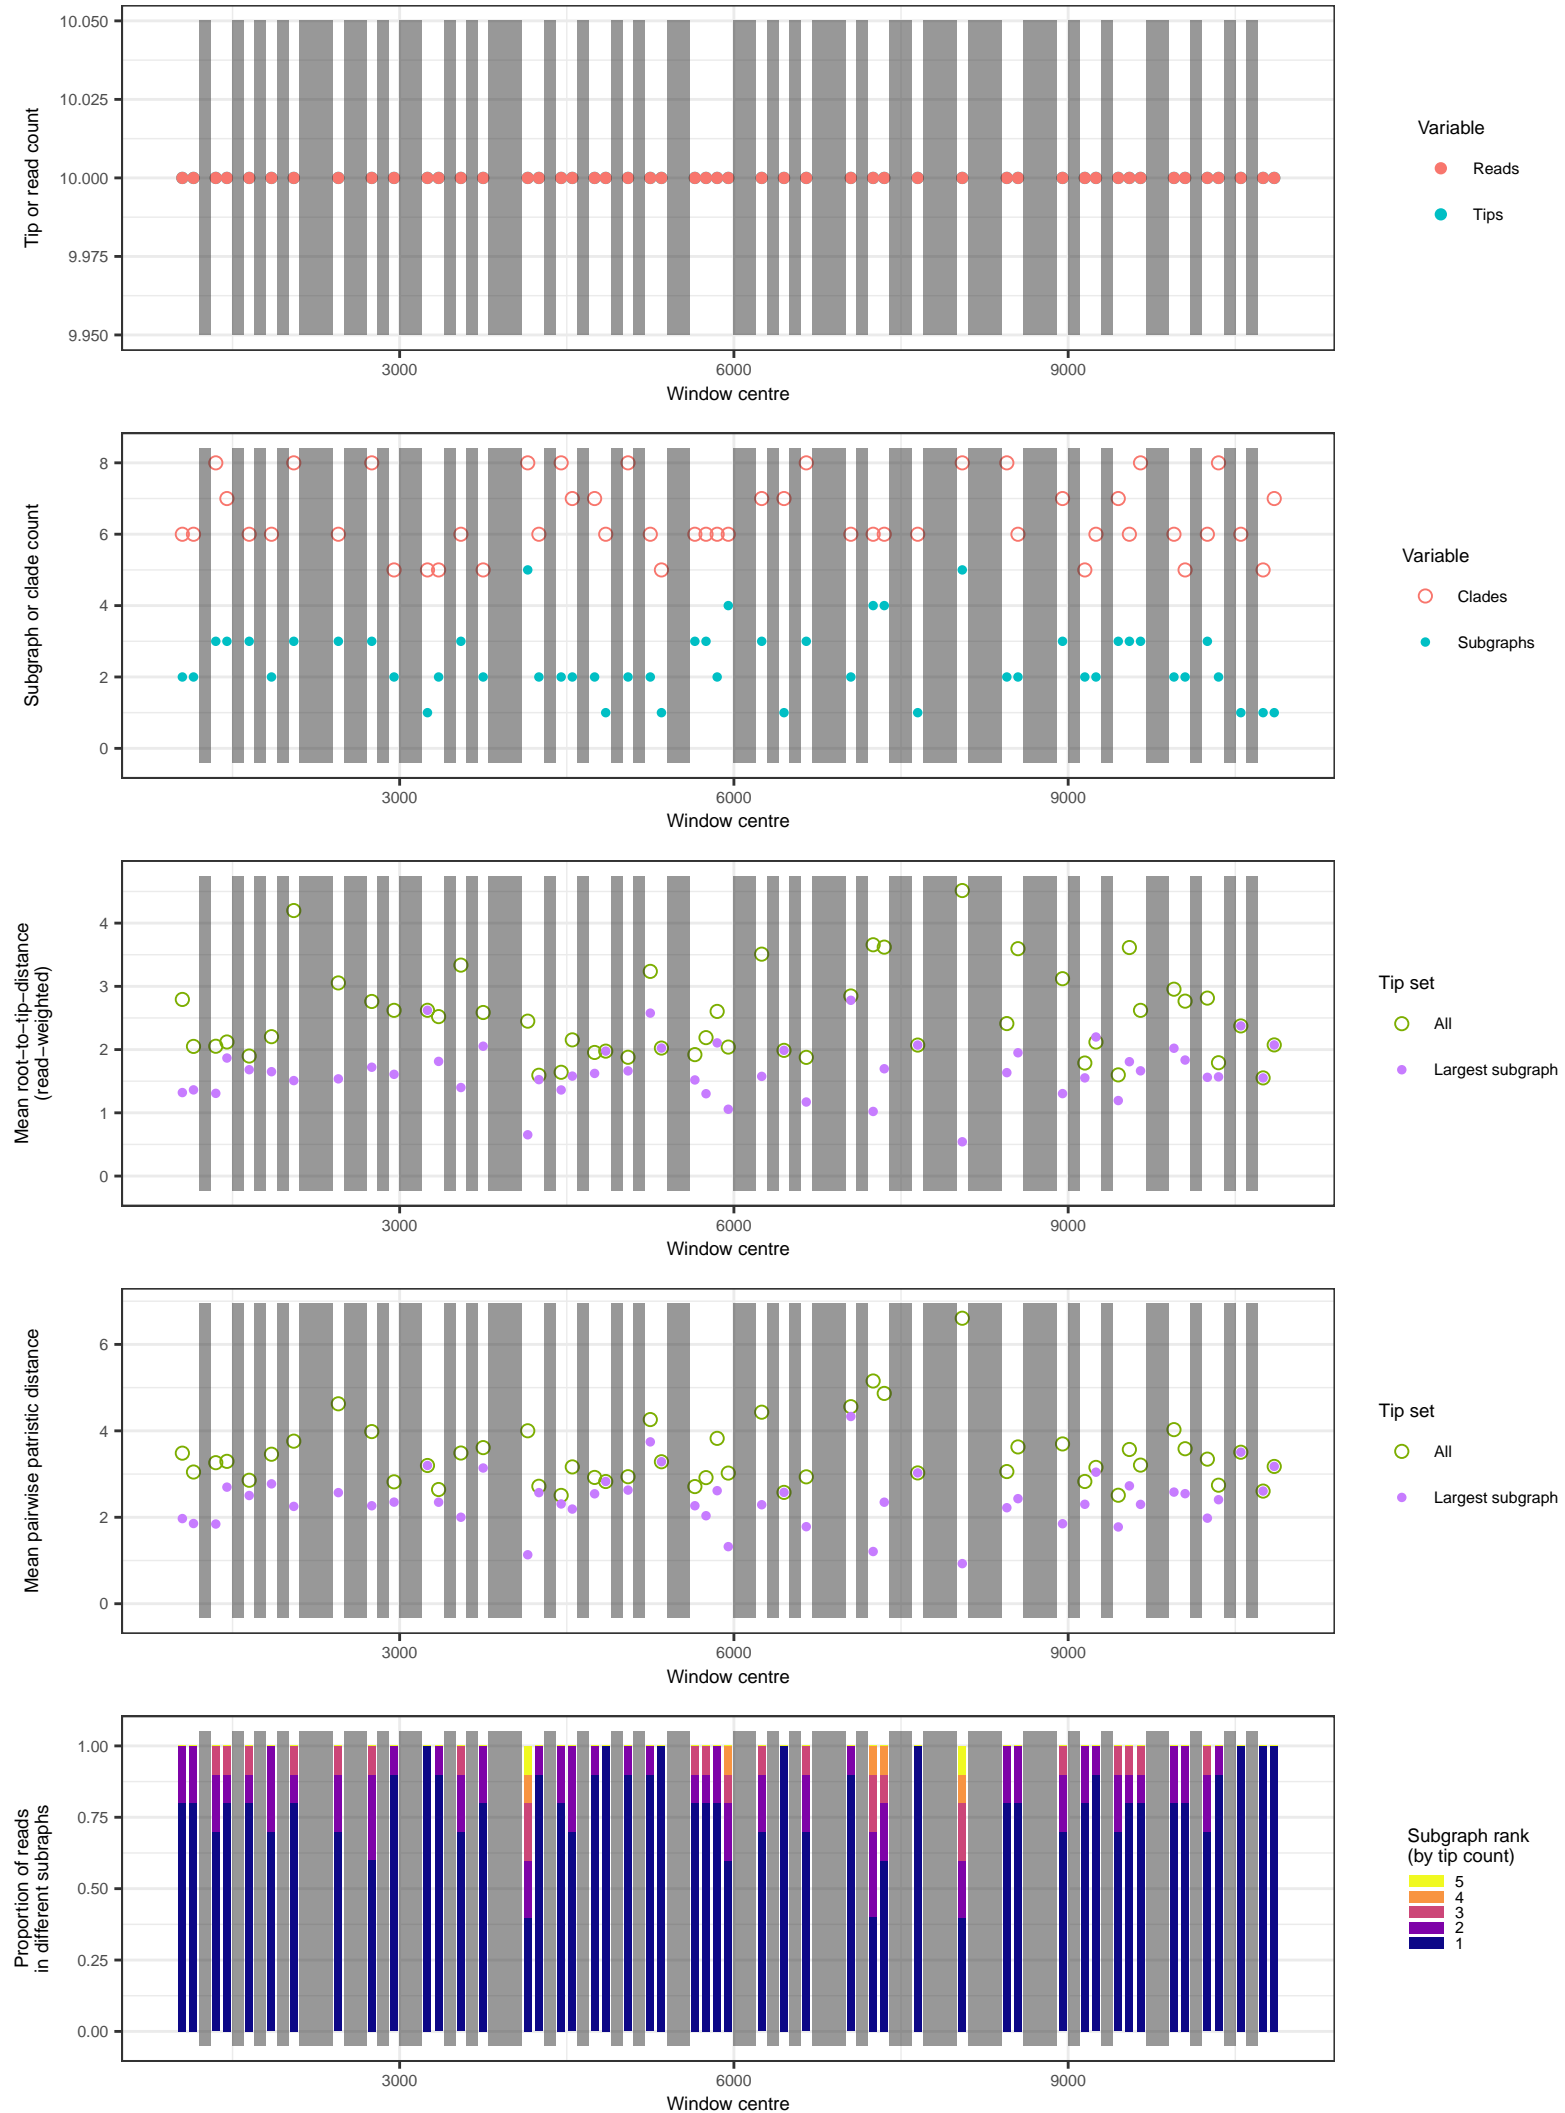 10.050
10.025
10.000
9.975
9.950
Tip or read count
3000
6000
9000
Window centre
Variable
Reads
Tips
8
6
4
2
0
Subgraph or clade count
3000
6000
9000
Window centre
Variable
Clades
Subgraphs
4
3
2
1
0
Mean root−to−tip−distance
(read−weighted)
3000
6000
9000
Window centre
Tip set
All
Largest subgraph
6
4
2
0
Mean pairwise patristic distance
3000
6000
9000
Window centre
Tip set
All
Largest subgraph
1.00
0.75
0.50
0.25
0.00
Proportion of reads
in different subraphs
3000
6000
9000
Window centre
Subgraph rank
(by tip count)
5
4
3
2
1